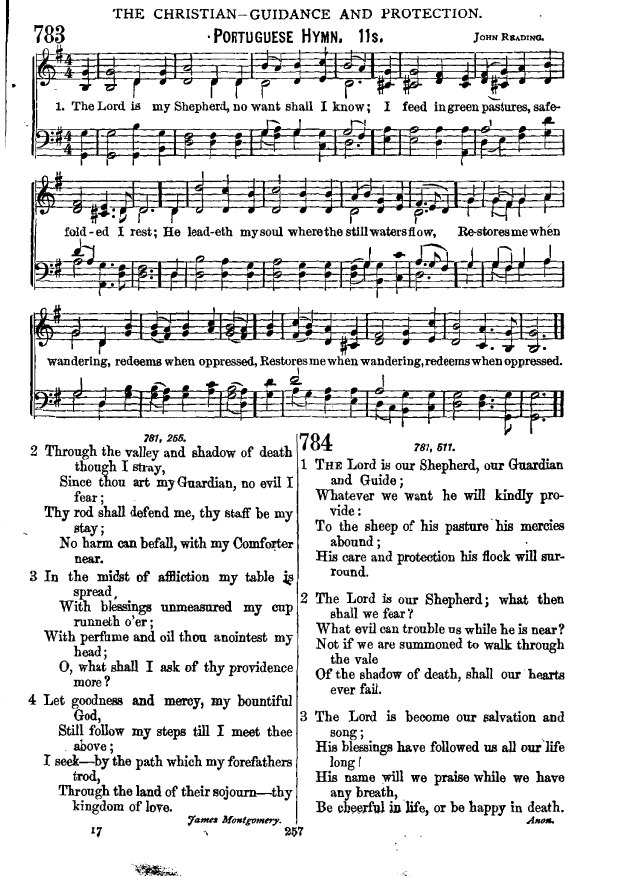 THE CHRISTIAN—GUIDANCE AND PROTECTION.
783 PORTUGUESE HYMN. 11s. JOHN READING.
1. The Lord is my Shepherd, no want shall I know; I feed in green pastures, safe-
fold-ed I rest; He lead-eth my soul where the still waters flow, Re-stores me when
wandering, redeems when oppressed, Restores me when wandering, redeems when oppressed.
781, 255.
2 Through the valley and shadow of death
though I stray,
Since thou art my Guardian, no evil I
fear;
Thy rod shall defend me, thy staff be my
stay;
No harm can befall, with my Comforter
near.
3 In the midst of affliction my table is
spread,
With blessings unmeasured my cup
runneth o'er;
With perfume and oil thou anointest my
head;
O, what shall I ask of thy providence
more?
4 Let goodness and mercy, my bountiful
God,
Still follow my steps till I meet thee
above;
I seek—by the path which my forefathers
trod,
Through the land of their sojourn—thy
kingdom of love.
James Montgomery.
784
781, 511.
1 THE Lord is our Shepherd, our Guardian
and Guide;
Whatever we want he will kindly pro-
vide:
To the sheep of his pasture his mercies
abound;
His care and protection his flock will sur-
round.
2 The Lord is our Shepherd; what then
shall we fear?
What evil can trouble us while he is near?
Not if we are summoned to walk through
the vale
Of the shadow of death, shall our hearts
ever fail.
3 The Lord is become our salvation and
song;
His blessings have followed us all our life
long!
His name will we praise while we have
any breath,
Be cheerful in life, or be happy in death.
Anon.
17 257